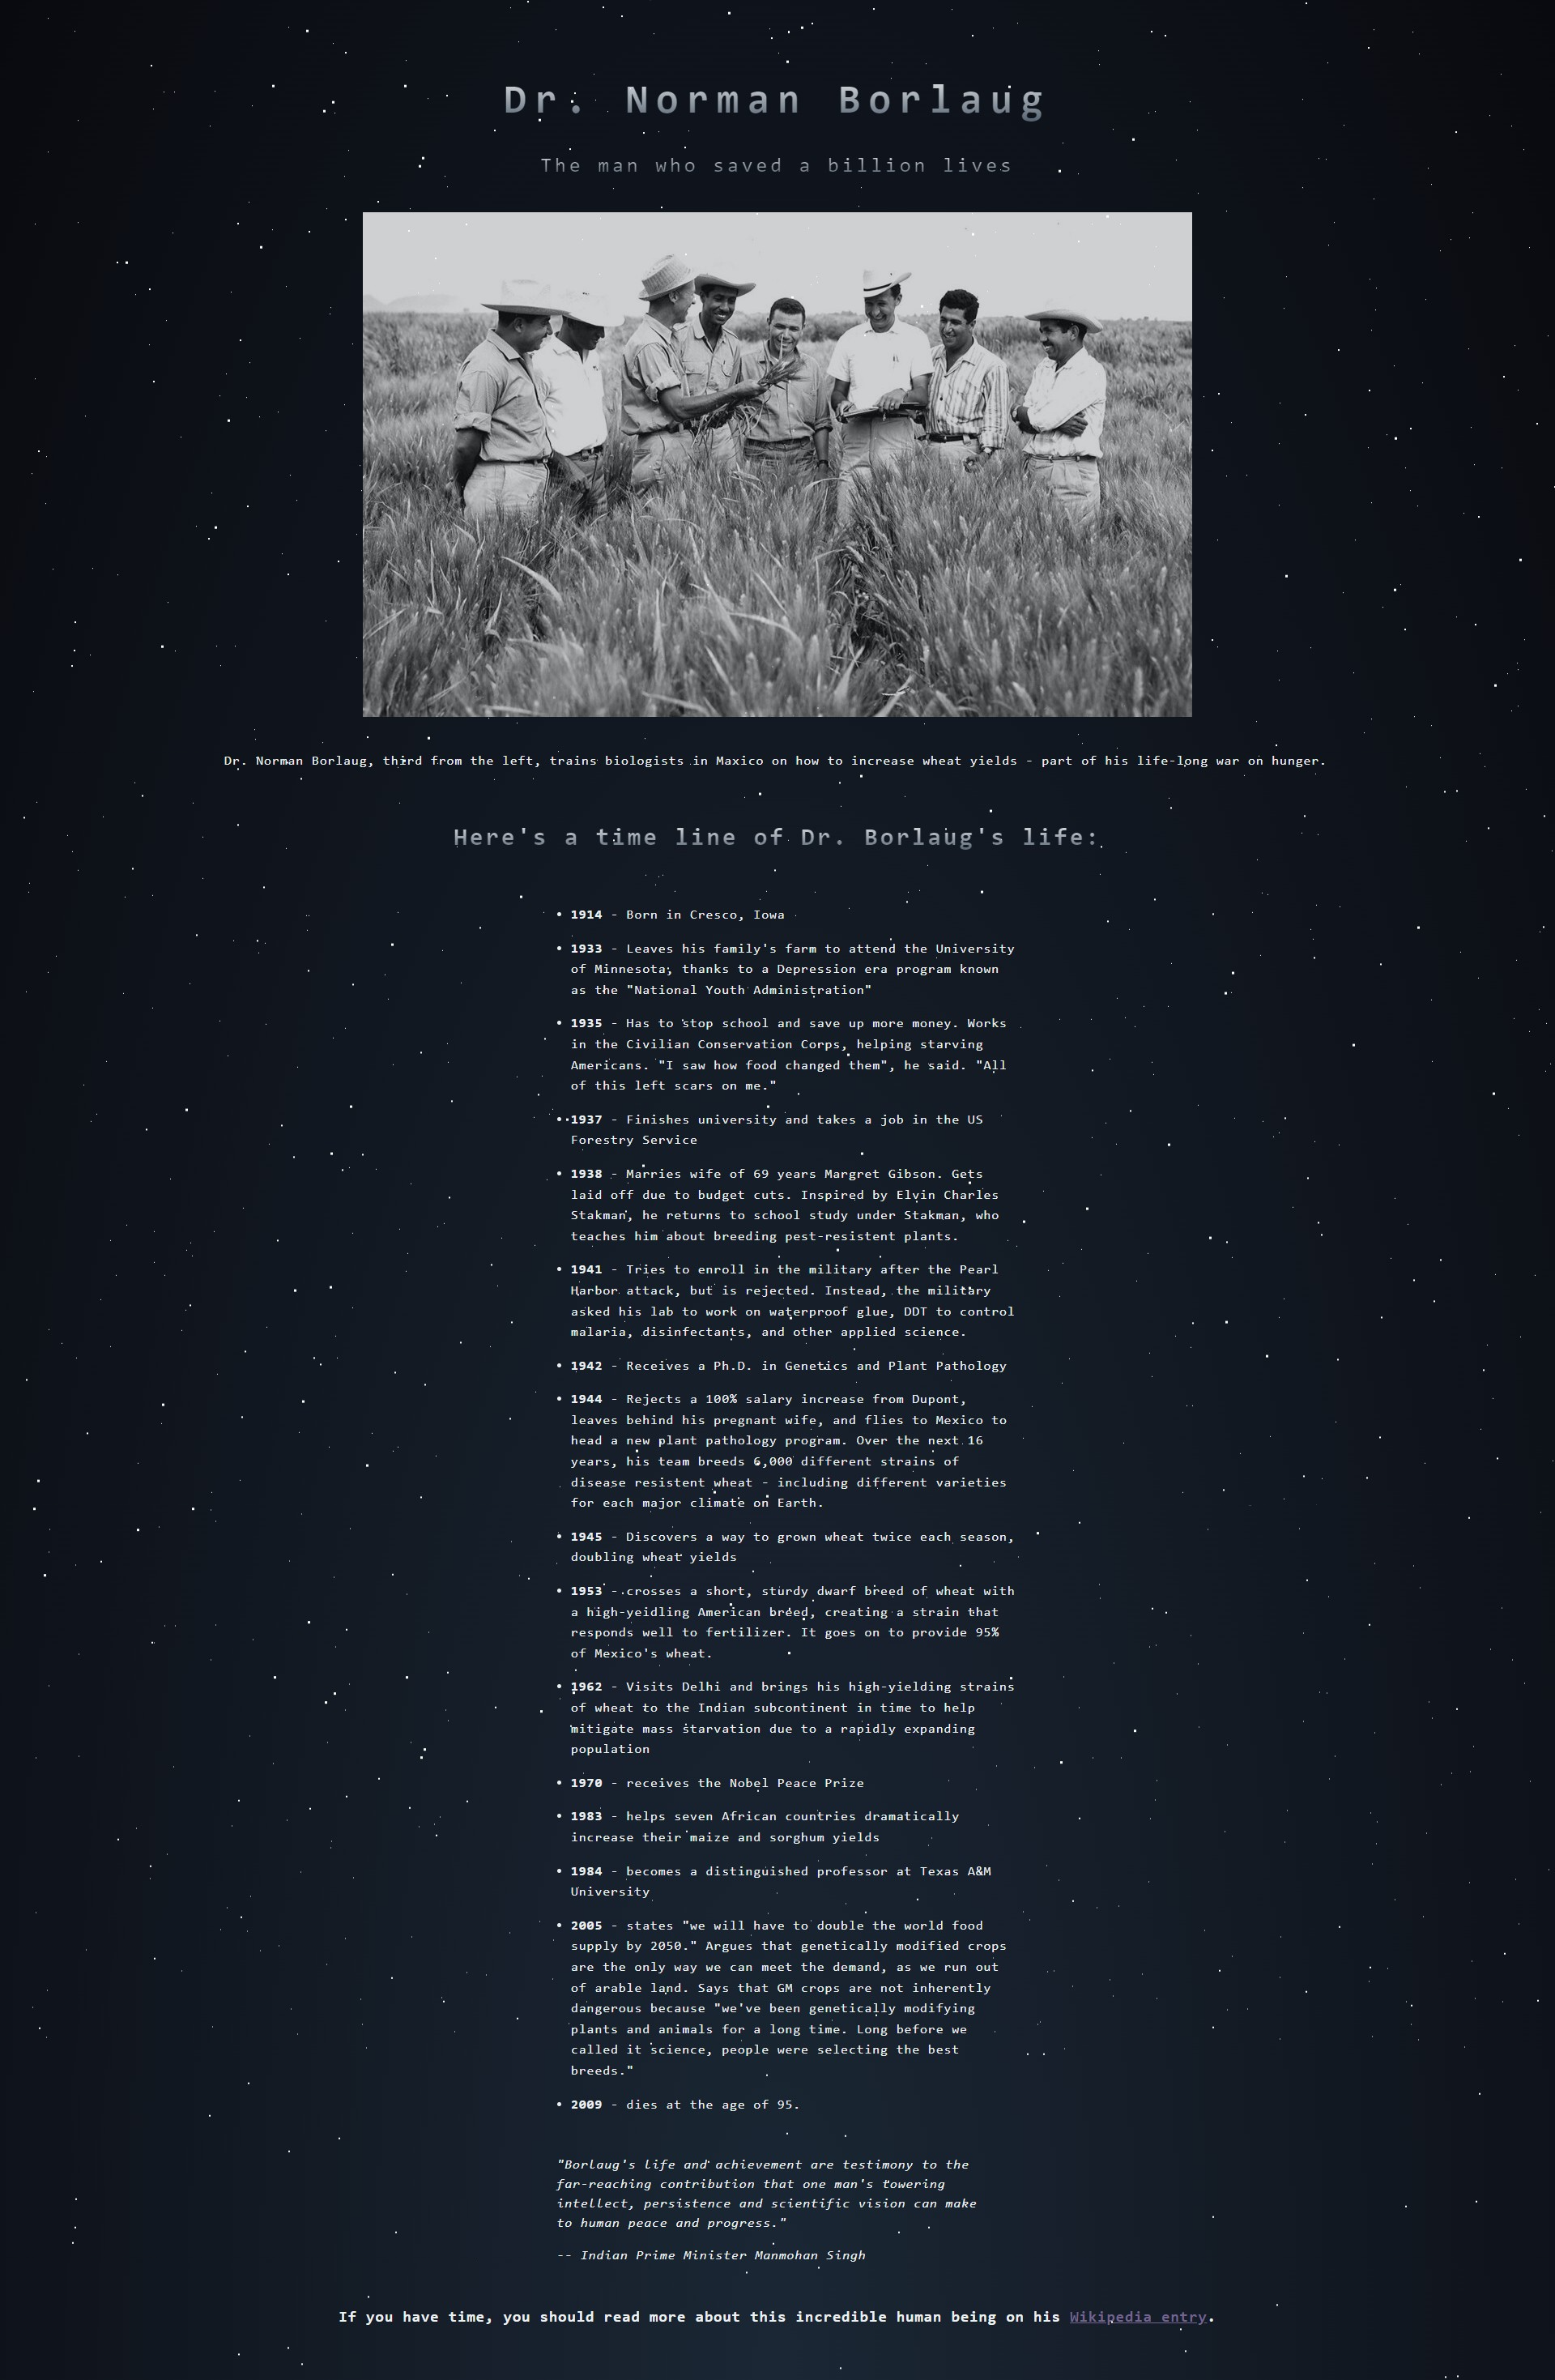 Dr. Norman Borlaug
The man who saved a billion lives
Dr. Norman Borlaug, third from the left, trains biologists in Maxico on how to increase wheat yields - part of his life-long war on hunger.
Here's a time line of Dr. Borlaug's life:
• 1914 - Born in Cresco, Iowa
• 1933 - Leaves his family's farm to attend the University
of Minnesota, thanks to a Depression era program known
as the "National Youth Administration"
• 1935 - Has to stop school and save up more money. Works
in the Civilian Conservation Corps, helping starving
Americans. "I saw how food changed them", he said. "All
of this left scars on me."
• 1937 - Finishes university and takes a job in the US
Forestry Service
• 1938 - Marries wife of 69 years Margret Gibson. Gets
laid off due to budget cuts. Inspired by Elvin Charles
Stakman, he returns to school study under Stakman, who
teaches him about breeding pest-resistent plants.
• 1941 - Tries to enroll in the military after the Pearl
Harbor attack, but is rejected. Instead, the military
asked his lab to work on waterproof glue, DDT to control
malaria, disinfectants, and other applied science.
• 1942 - Receives a Ph.D. in Genetics and Plant Pathology
• 1944 - Rejects a 100% salary increase from Dupont,
leaves behind his pregnant wife, and flies to Mexico to
head a new plant pathology program. Over the next 16
years, his team breeds 6,000 different strains of
disease resistent wheat - including different varieties
for each major climate on Earth.
• 1945 - Discovers a way to grown wheat twice each season,
doubling wheat yields
• 1953 - crosses a short, sturdy dwarf breed of wheat with
a high-yeidling American breed, creating a strain that
responds well to fertilizer. It goes on to provide 95%
of Mexico's wheat.
• 1962 - Visits Delhi and brings his high-yielding strains
of wheat to the Indian subcontinent in time to help
mitigate mass starvation due to a rapidly expanding
population
• 1970 - receives the Nobel Peace Prize
• 1983 - helps seven African countries dramatically
increase their maize and sorghum yields
• 1984 - becomes a distinguished professor at Texas A&M
University
• 2005 - states "we will have to double the world food
supply by 2050." Argues that genetically modified crops
are the only way we can meet the demand, as we run out
of arable land. Says that GM crops are not inherently
dangerous because "we've been genetically modifying
plants and animals for a long time. Long before we
called it science, people were selecting the best
breeds."
• 2009 - dies at the age of 95.
"Borlaug's life and achievement are testimony to the
far-reaching contribution that one man's towering
intellect, persistence and scientific vision can make
to human peace and progress."
-- Indian Prime Minister Manmohan Singh
If you have time, you should read more about this incredible human being on his Wikipedia entry.